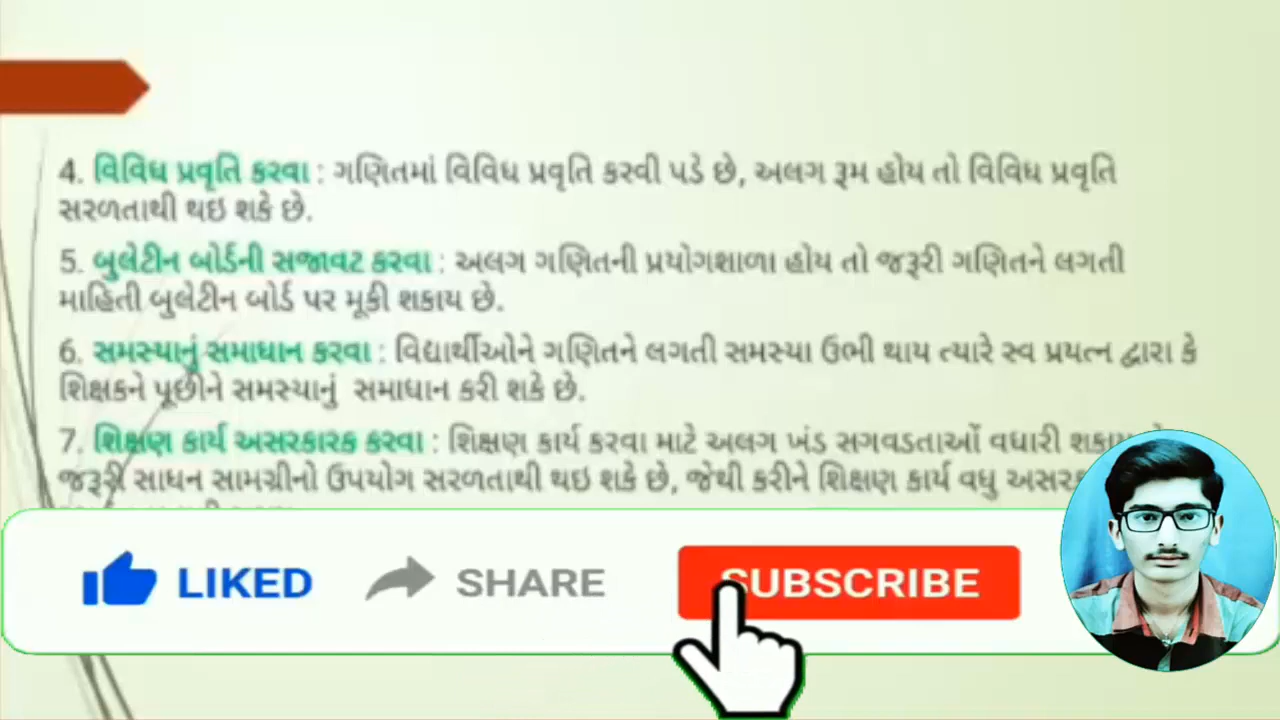 4. વિવિધ પ્રવૃતિ કરવા : ગણિતમાં વિવિધ પ્રવૃતિ કરવી પડે છે, અલગ રૂમ હોય તો વિવિધ પ્રવૃતિ
સરળતાથી થઇ શકે છે.
5. બુલેટીન બોર્ડની સજાવટ કરવા : અલગ ગણિતની પ્રયોગશાળા હોય તો જરૂરી ગણિતને લગતી
માહિતી બુલેટીન બોર્ડ પર મૂકી શકાય છે.
6. સમસ્યાનું સમાધાન કરવા : વિદ્યાર્થીઓને ગણિતને લગતી સમસ્યા ઉભી થાય ત્યારે સ્વ પ્રયત્ન દ્વારા કે
શિક્ષકને પૂછીને સમસ્યાનું સમાધાન કરી શકે છે.
7. શિક્ષણ કાર્ય અસરકારક કરવા : શિક્ષણ કાર્ય કરવા માટે અલગ ખંડ સગવડતાઓં વધારી
જરૂરી સાધન સામગ્રીનો ઉપયોગ સરળતાથી થઇ શકે છે, જેથી કરીને શિક્ષણ કાર્ય વધુ
LIKED SHARE SUBSCRIBE